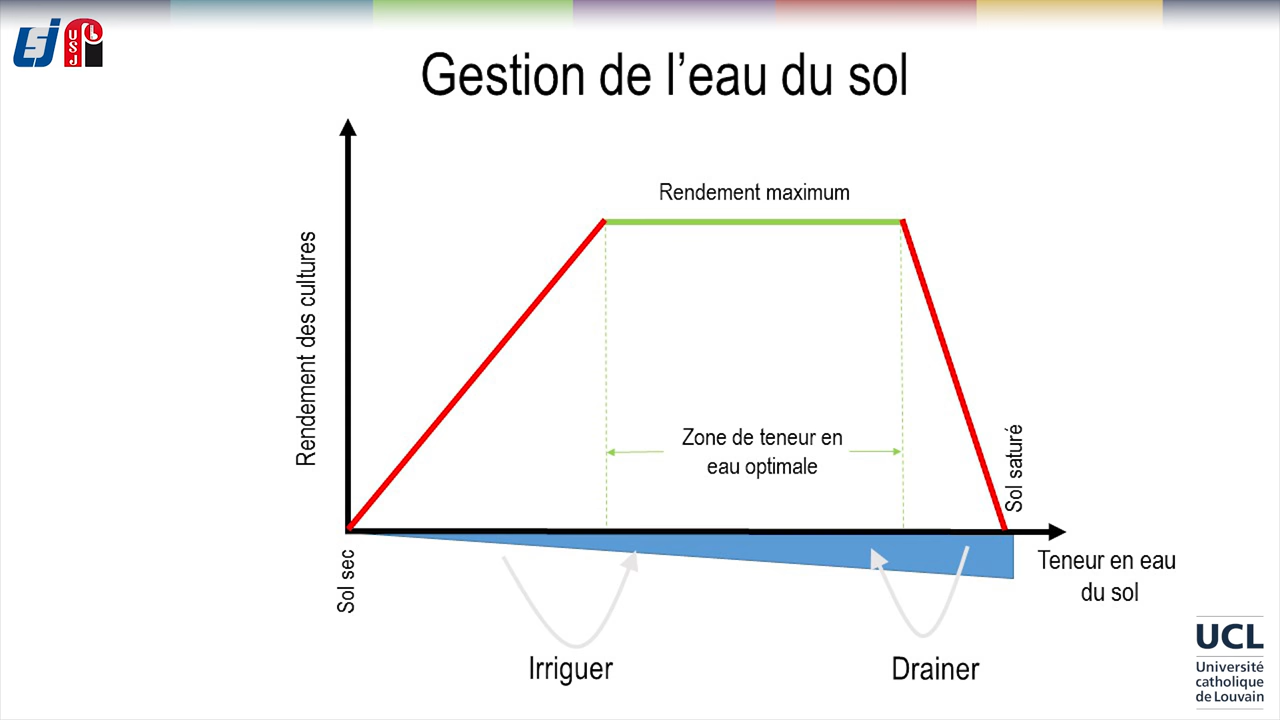 USJ
Gestion de l’eau du sol
Rendement maximum
Rendement des cultures
Zone de teneur en
eau optimale
Sol saturé
Sol sec
Teneur en eau
du sol
Irriguer
Drainer
UCL
Université
catholique
de Louvain